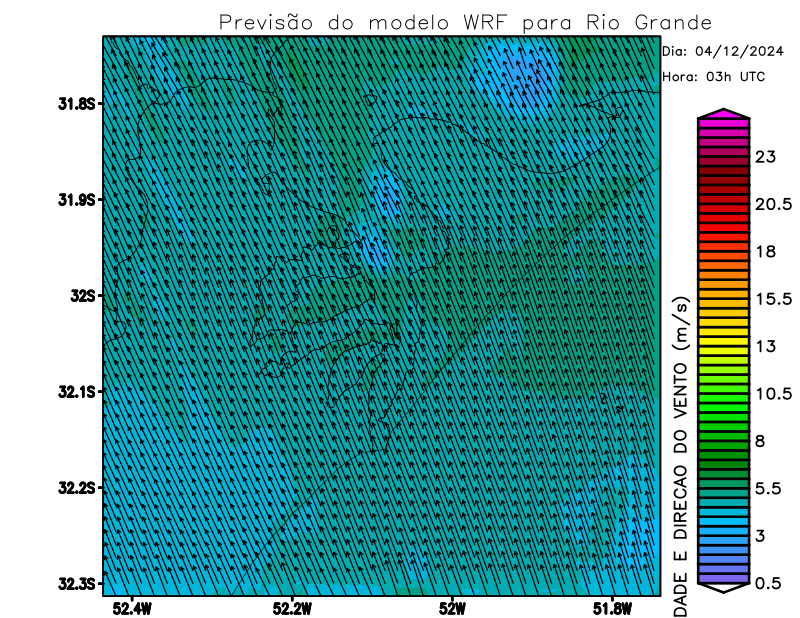 Previsão do modelo WRF para Rio Grande
Dia: 04/12/2024
Hora: 03h UTC
31.8S
31.9S
32S
32.1S
32.2S
32.3S
52.4W
52.2W
52W
51.8W
23
20.5
18
15.5
13
10.5
8
5.5
3
0.5
DADE E DIRECAO DO VENTO (m/s)